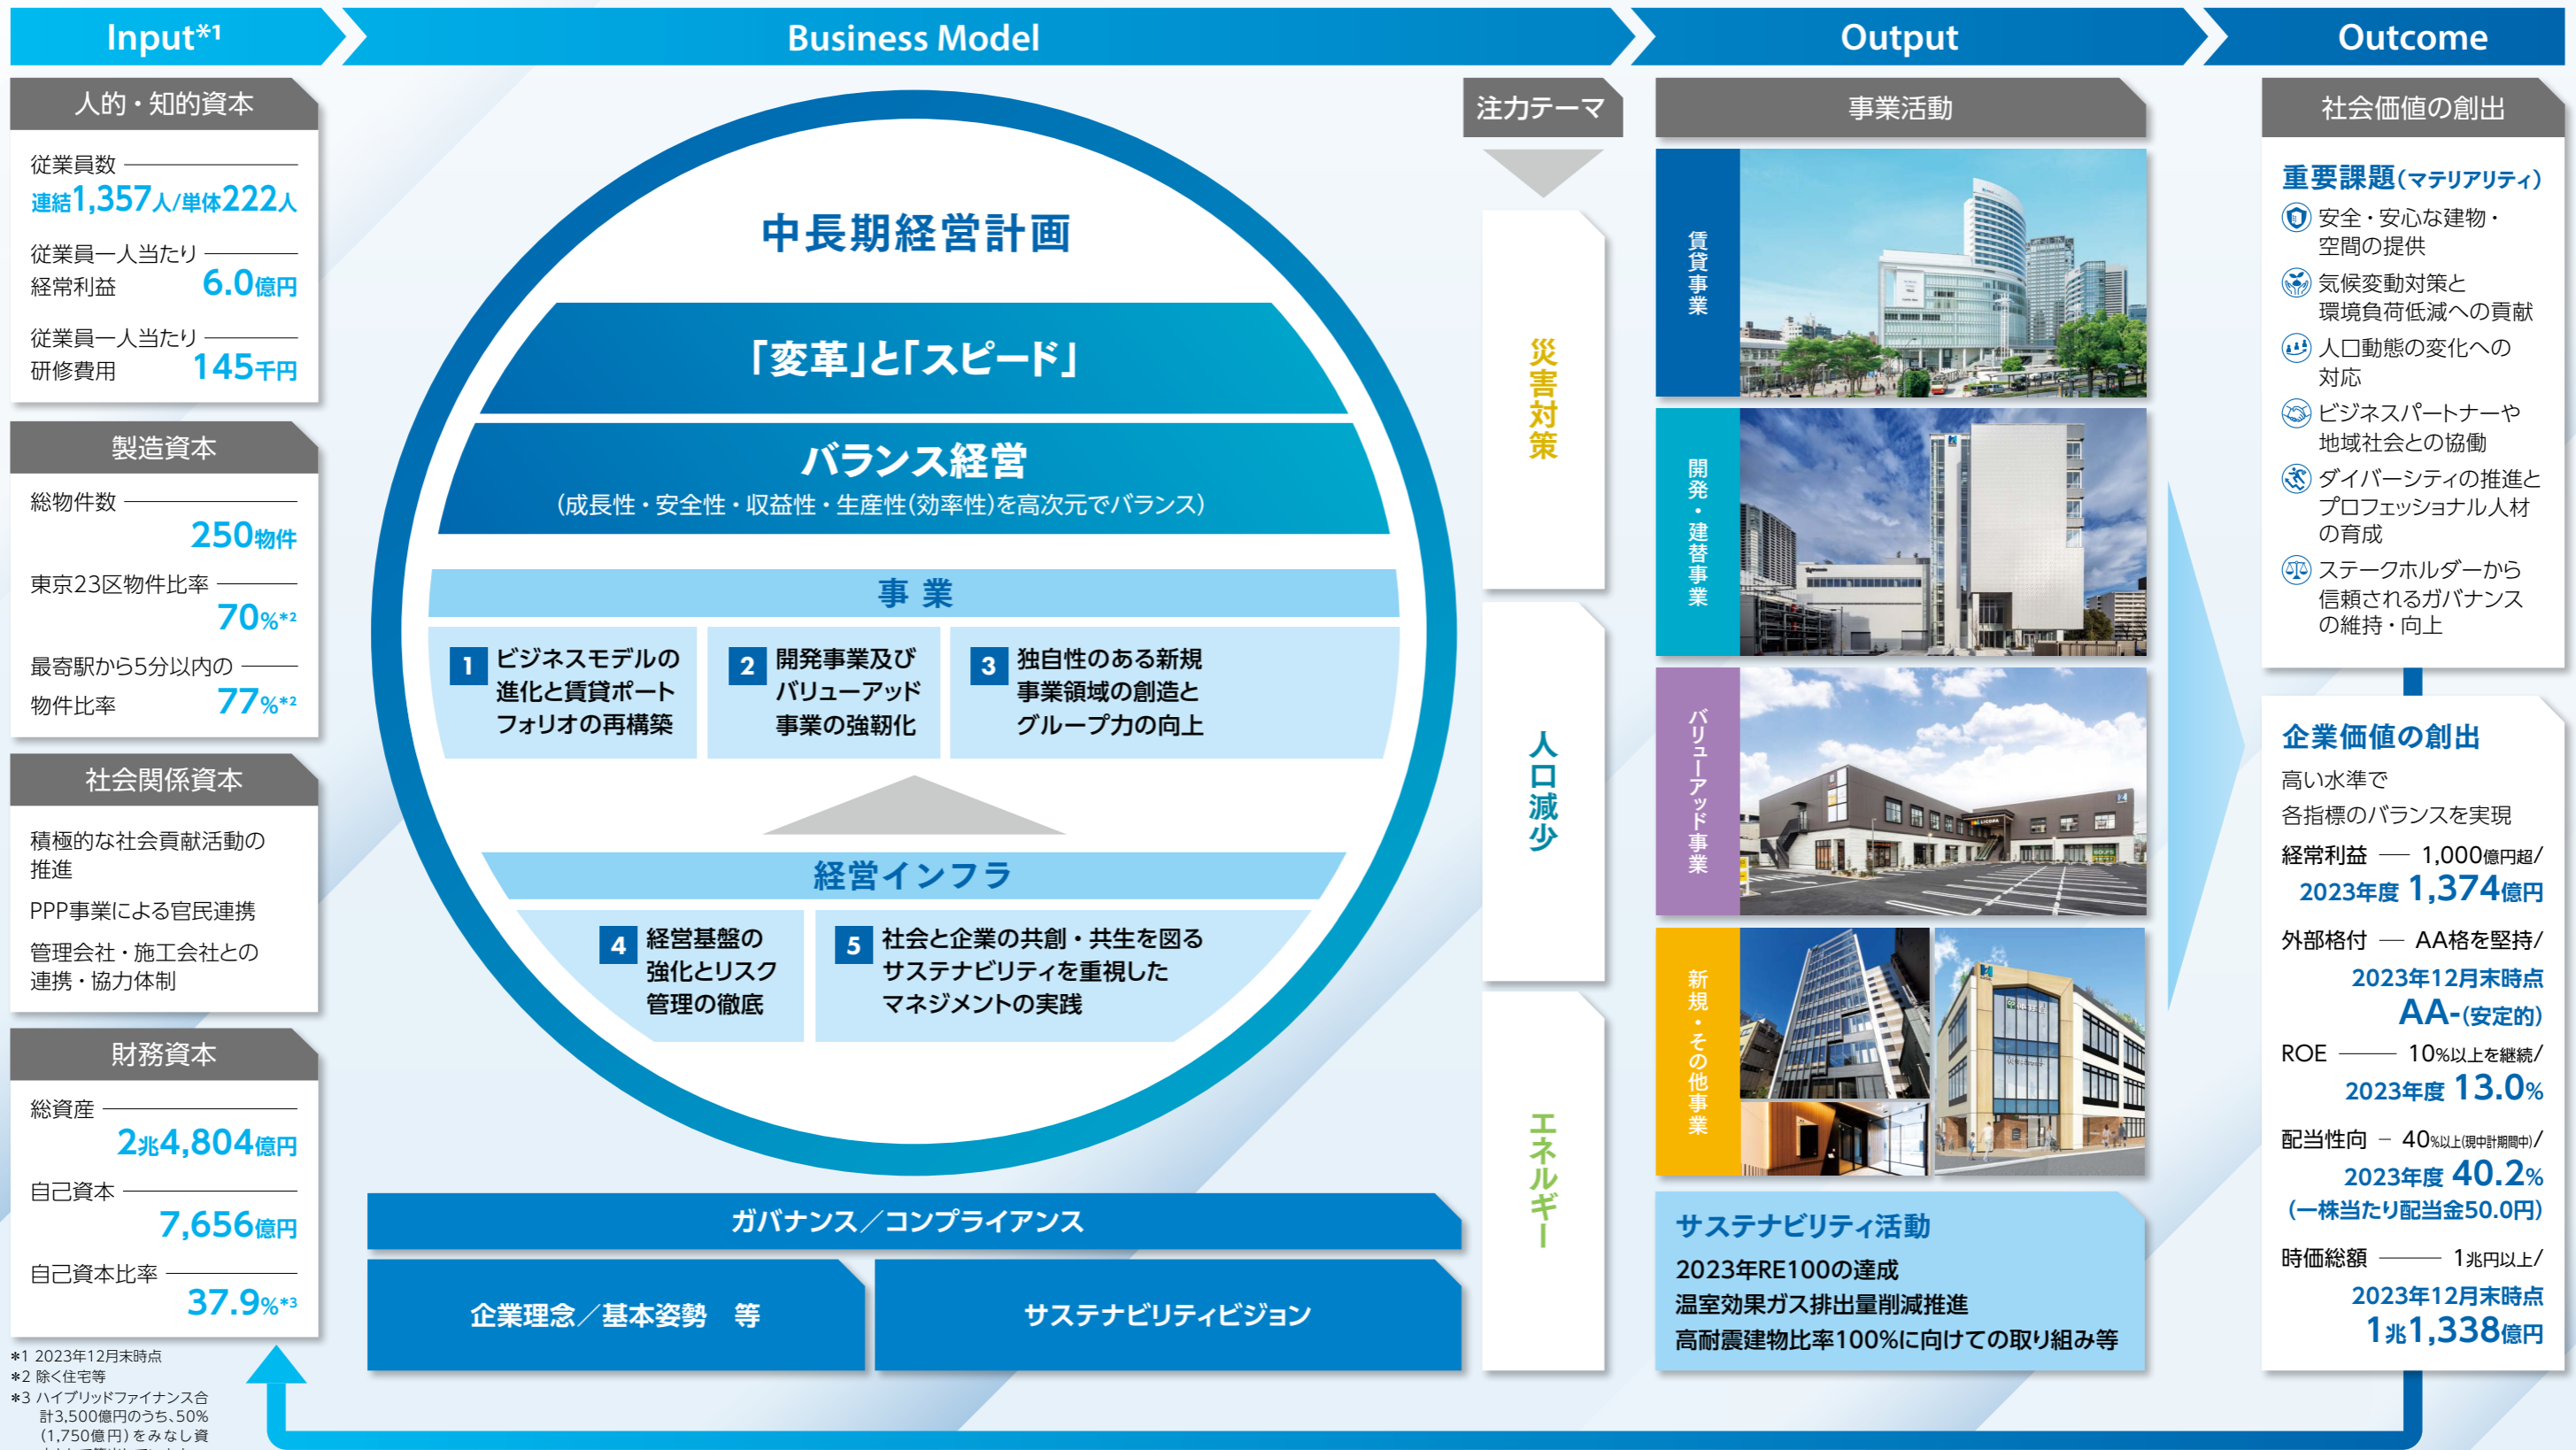 Input*1
Business Model
Output
Outcome
人的・知的資本
従業員数
連結1,357人/単体222人
従業員一人当たり
経常利益 6.0億円
従業員一人当たり
研修費用 145千円
製造資本
総物件数
250物件
東京23区物件比率
70%*2
最寄駅から5分以内の
物件比率 77%*2
社会関係資本
積極的な社会貢献活動の
推進
PPP事業による官民連携
管理会社・施工会社との
連携・協力体制
財務資本
総資産
2兆4,804億円
自己資本
7,656億円
自己資本比率
37.9%*3
*1 2023年12月末時点
*2 除く住宅等
*3 ハイブリッドファイナンス合
計3,500億円のうち、50%
(1,750億円)をみなし資
中長期経営計画
「変革」と「スピード」
バランス経営
(成長性・安全性・収益性・生産性(効率性)を高次元でバランス)
事業
1 ビジネスモデルの
進化と賃貸ポート
フォリオの再構築
2 開発事業及び
バリューアッド
事業の強靭化
3 独自性のある新規
事業領域の創造と
グループ力の向上
経営インフラ
4 経営基盤の
強化とリスク
管理の徹底
5 社会と企業の共創・共生を図る
サステナビリティを重視した
マネジメントの実践
ガバナンス/コンプライアンス
企業理念/基本姿勢 等
サステナビリティビジョン
注力テーマ
災害対策
人口減少
エネルギー
事業活動
賃貸事業
開発・建替事業
バリューアッド事業
LICOPA
新規・その他事業
サステナビリティ活動
2023年RE100の達成
温室効果ガス排出量削減推進
高耐震建物比率100%に向けての取り組み等
社会価値の創出
重要課題(マテリアリティ)
安全・安心な建物・
空間の提供
気候変動対策と
環境負荷低減への貢献
人口動態の変化への
対応
ビジネスパートナーや
地域社会との協働
ダイバーシティの推進と
プロフェッショナル人材
の育成
ステークホルダーから
信頼されるガバナンス
の維持・向上
企業価値の創出
高い水準で
各指標のバランスを実現
経常利益 1,000億円超/
2023年度 1,374億円
外部格付 AA格を堅持/
2023年12月末時点
AA-(安定的)
ROE 10%以上を継続/
2023年度 13.0%
配当性向 40%以上(現中計期間中)/
2023年度 40.2%
(一株当たり配当金50.0円)
時価総額 1兆円以上/
2023年12月末時点
1兆1,338億円